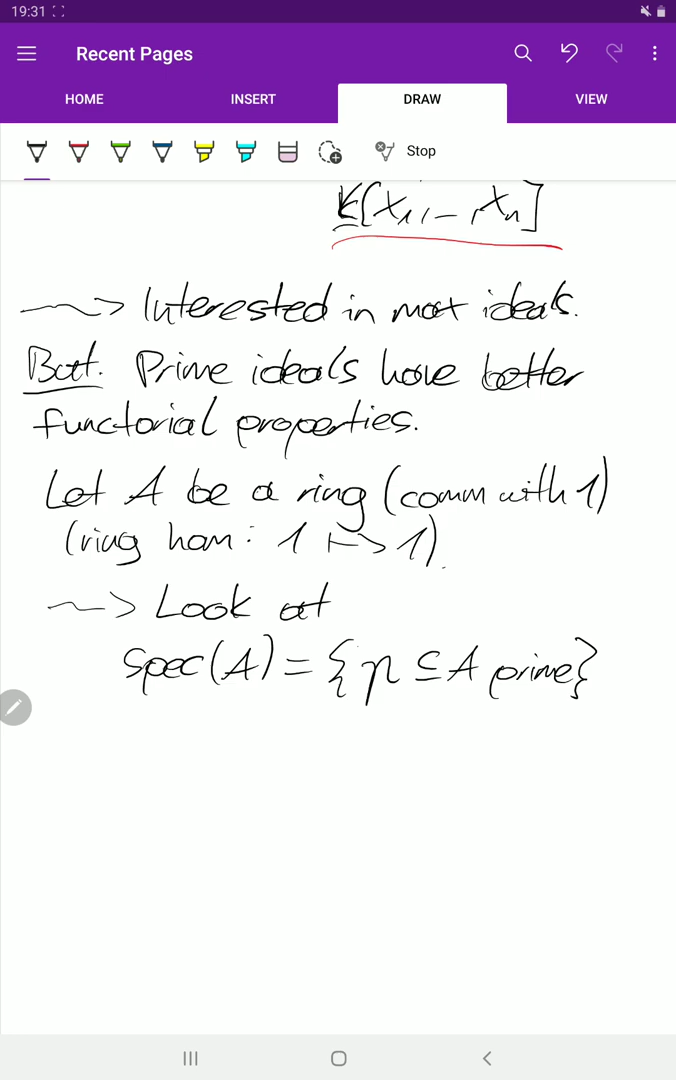 19:31
Recent Pages
HOME INSERT DRAW VIEW
Stop
K[X₁,-,Xₙ]
~> Interested in max ideals.
But. Prime ideals have better
functorial properties.
Let A be a ring (comm with 1)
(ring hom: 1 ↦ 1).
~> Look at
Spec(A) = {p ⊆ A prime}